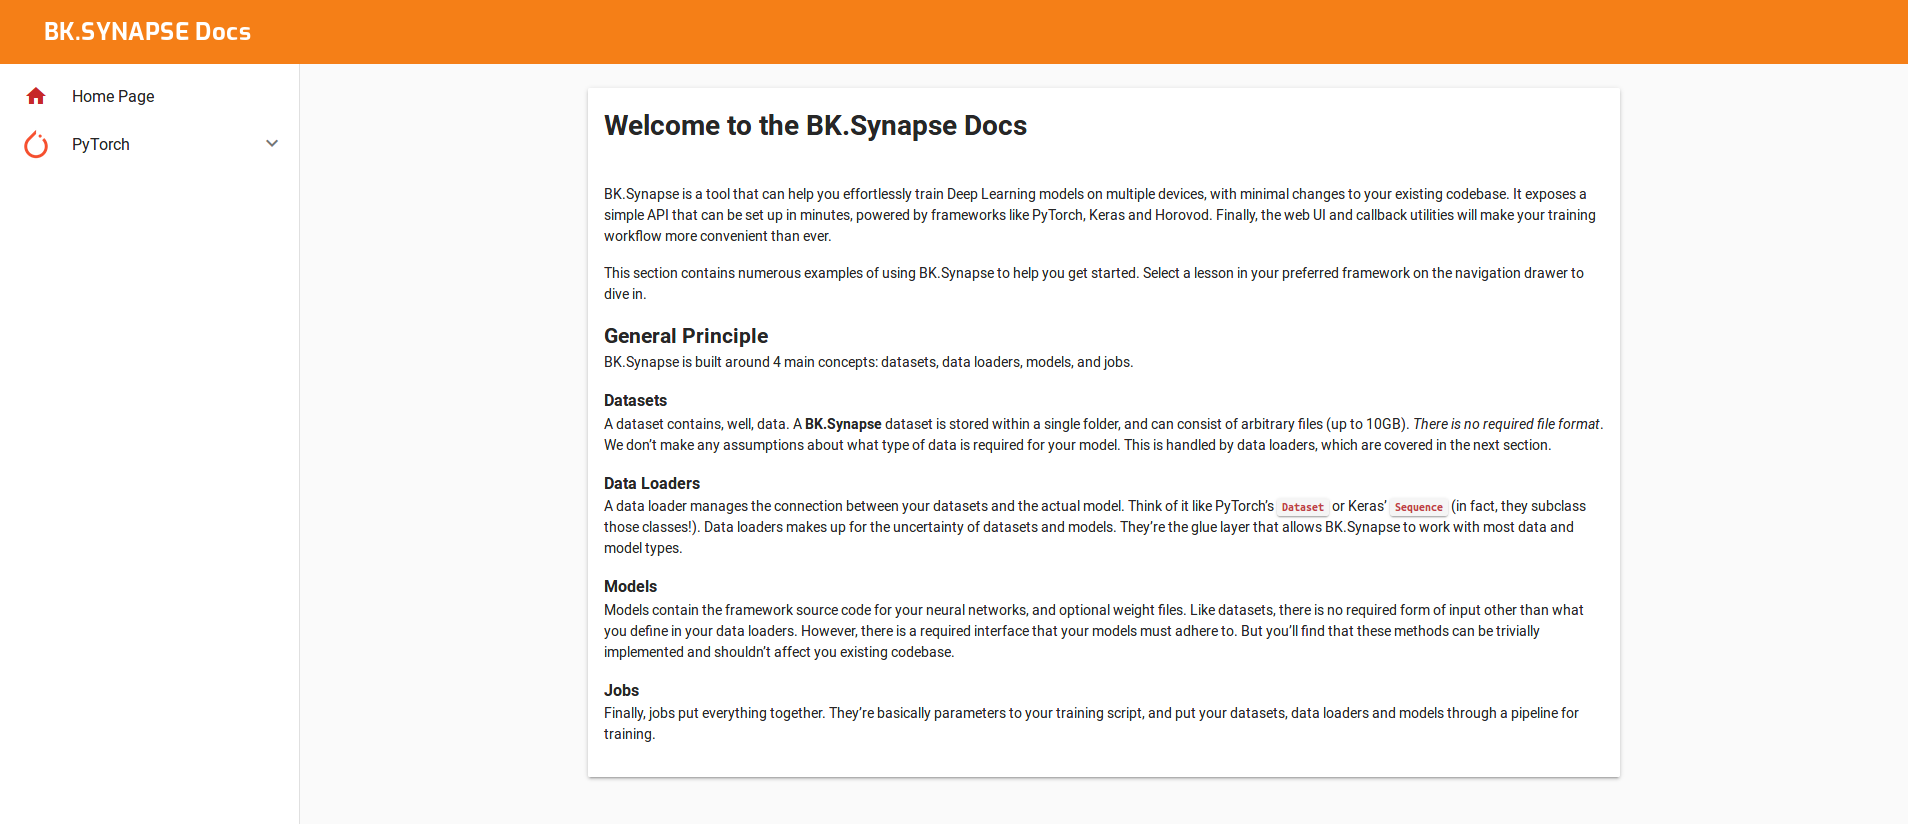 BK.SYNAPSE Docs
Home Page
PyTorch
Welcome to the BK.Synapse Docs
BK.Synapse is a tool that can help you effortlessly train Deep Learning models on multiple devices, with minimal changes to your existing codebase. It exposes a
simple API that can be set up in minutes, powered by frameworks like PyTorch, Keras and Horovod. Finally, the web UI and callback utilities will make your training
workflow more convenient than ever.
This section contains numerous examples of using BK.Synapse to help you get started. Select a lesson in your preferred framework on the navigation drawer to
dive in.
General Principle
BK.Synapse is built around 4 main concepts: datasets, data loaders, models, and jobs.
Datasets
A dataset contains, well, data. A BK.Synapse dataset is stored within a single folder, and can consist of arbitrary files (up to 10GB). There is no required file format.
We don’t make any assumptions about what type of data is required for your model. This is handled by data loaders, which are covered in the next section.
Data Loaders
A data loader manages the connection between your datasets and the actual model. Think of it like PyTorch’s Dataset or Keras’ Sequence (in fact, they subclass
those classes!). Data loaders makes up for the uncertainty of datasets and models. They’re the glue layer that allows BK.Synapse to work with most data and
model types.
Models
Models contain the framework source code for your neural networks, and optional weight files. Like datasets, there is no required form of input other than what
you define in your data loaders. However, there is a required interface that your models must adhere to. But you’ll find that these methods can be trivially
implemented and shouldn’t affect you existing codebase.
Jobs
Finally, jobs put everything together. They’re basically parameters to your training script, and put your datasets, data loaders and models through a pipeline for
training.